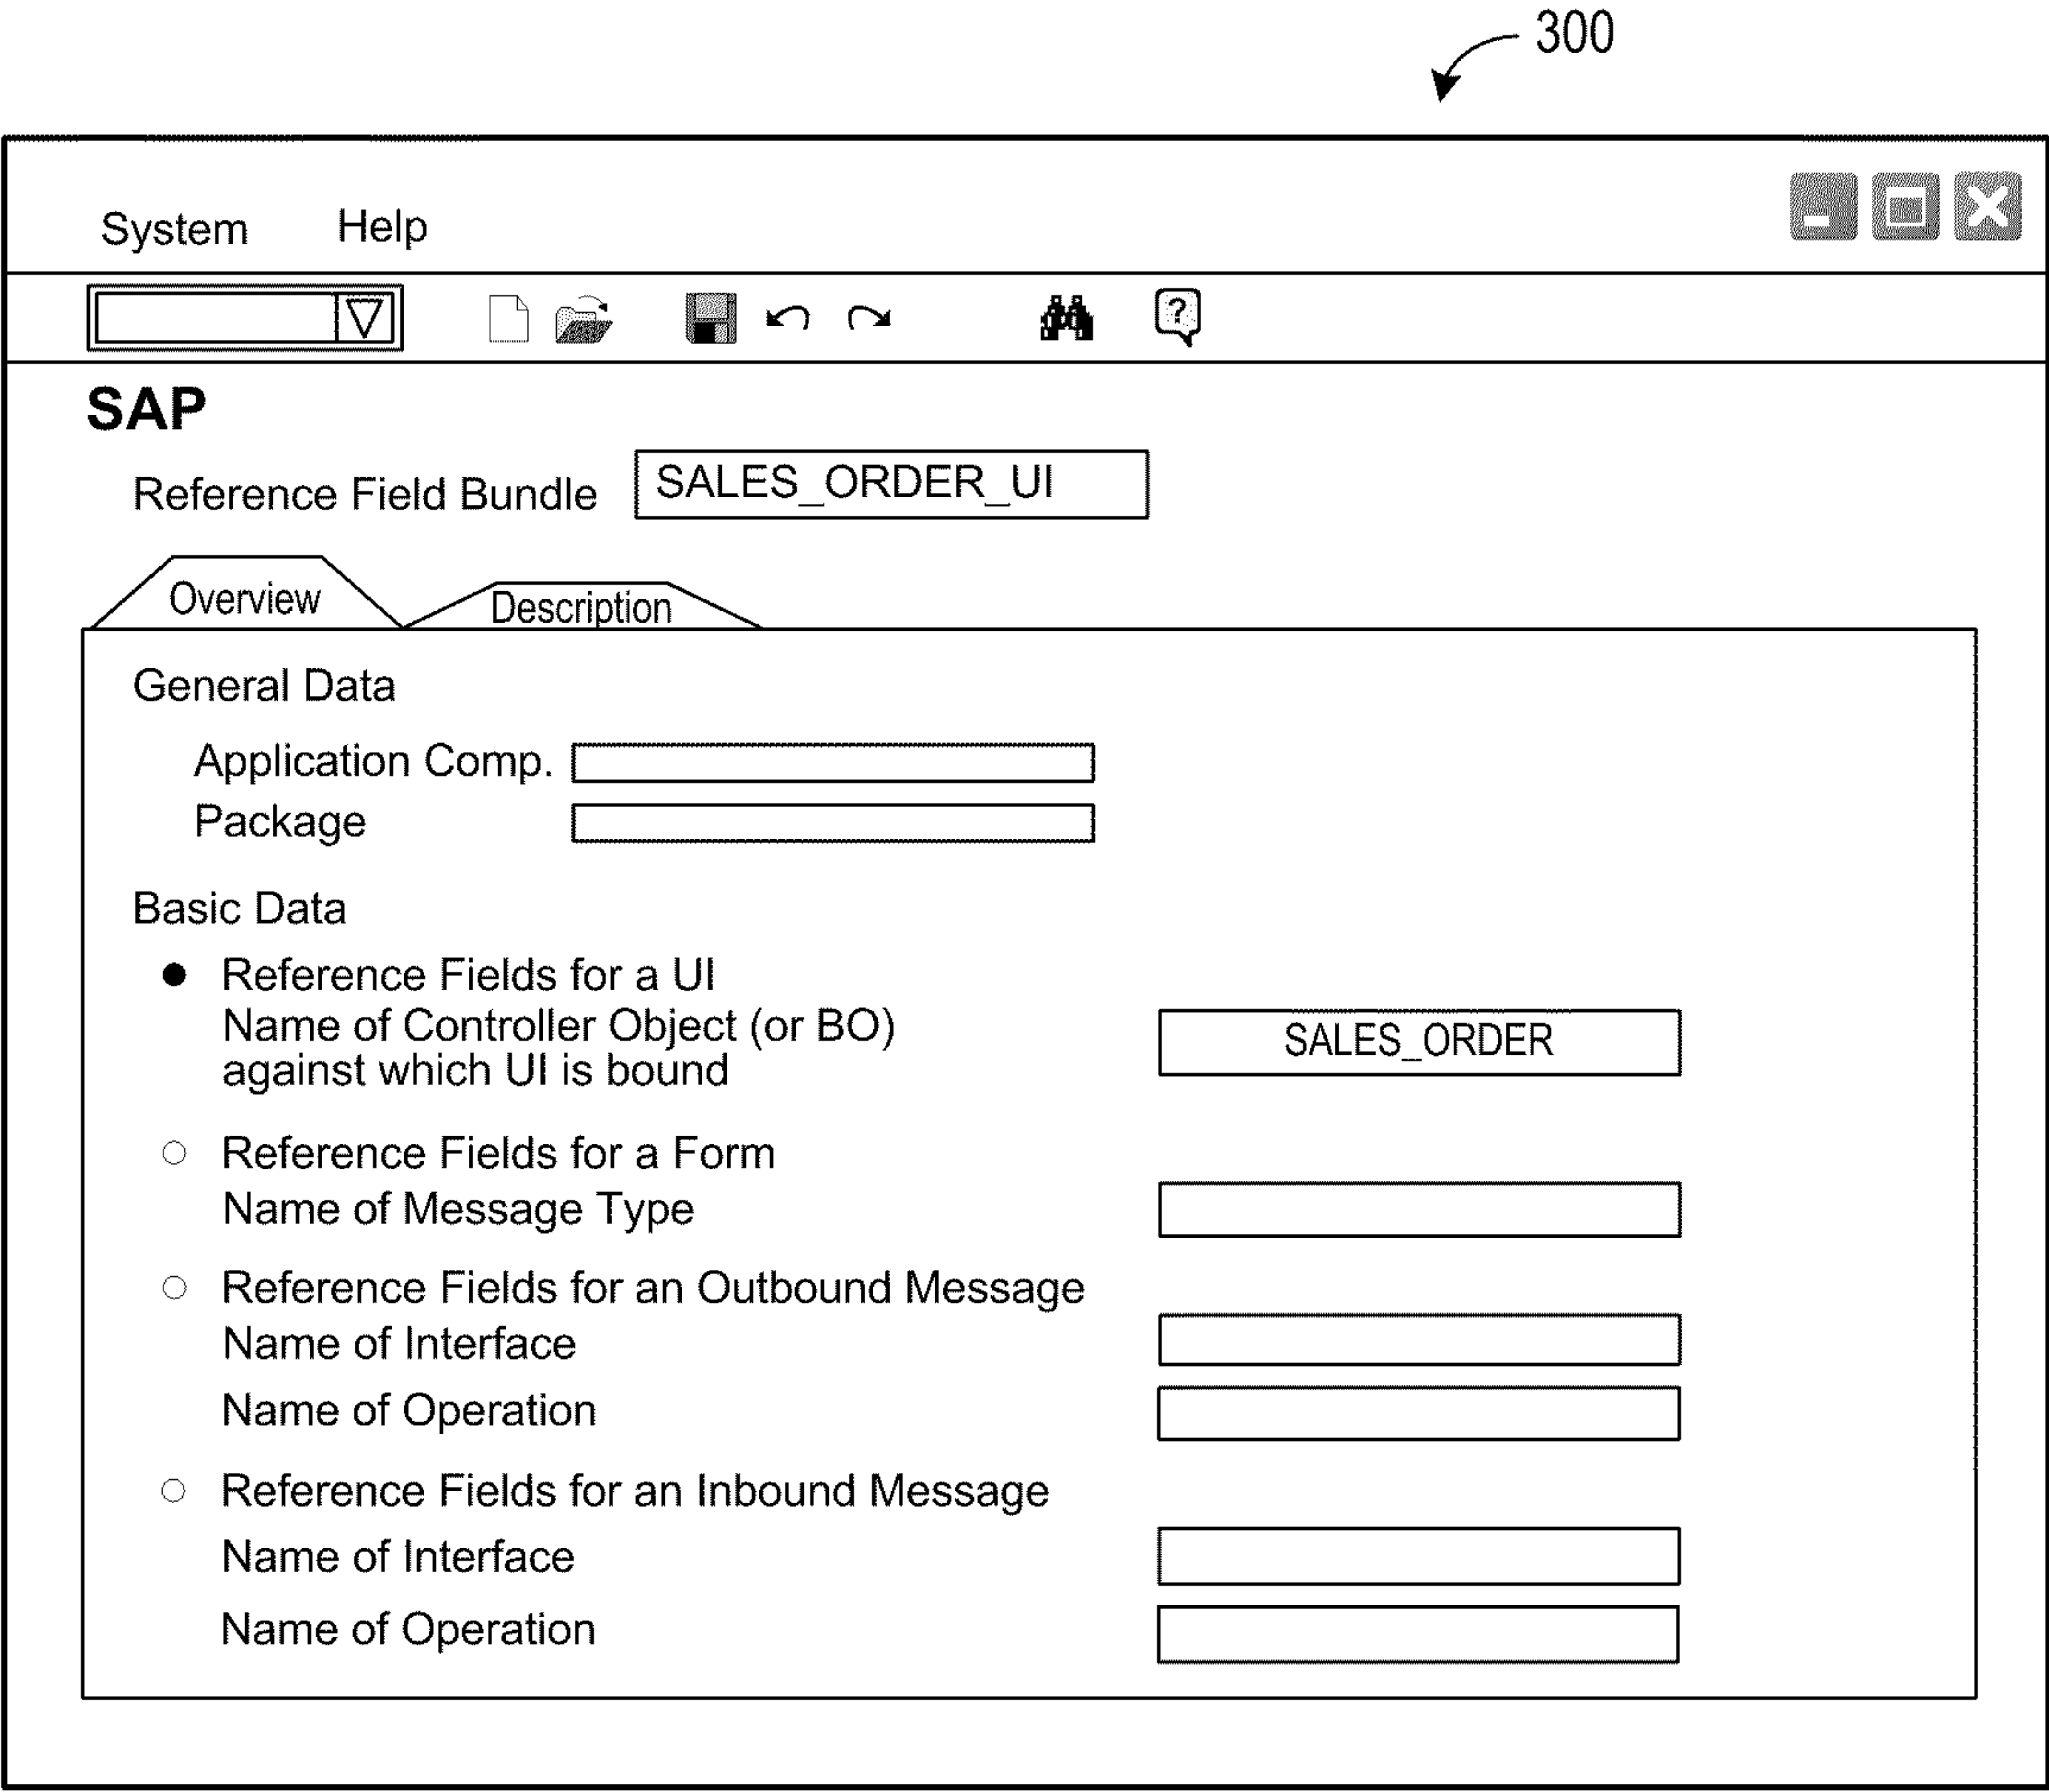 300
System Help
?
SAP
Reference Field Bundle SALES_ORDER_UI
Overview Description
General Data
Application Comp.
Package
Basic Data
Reference Fields for a UI
Name of Controller Object (or BO)
against which UI is bound
SALES_ORDER
Reference Fields for a Form
Name of Message Type
Reference Fields for an Outbound Message
Name of Interface
Name of Operation
Reference Fields for an Inbound Message
Name of Interface
Name of Operation